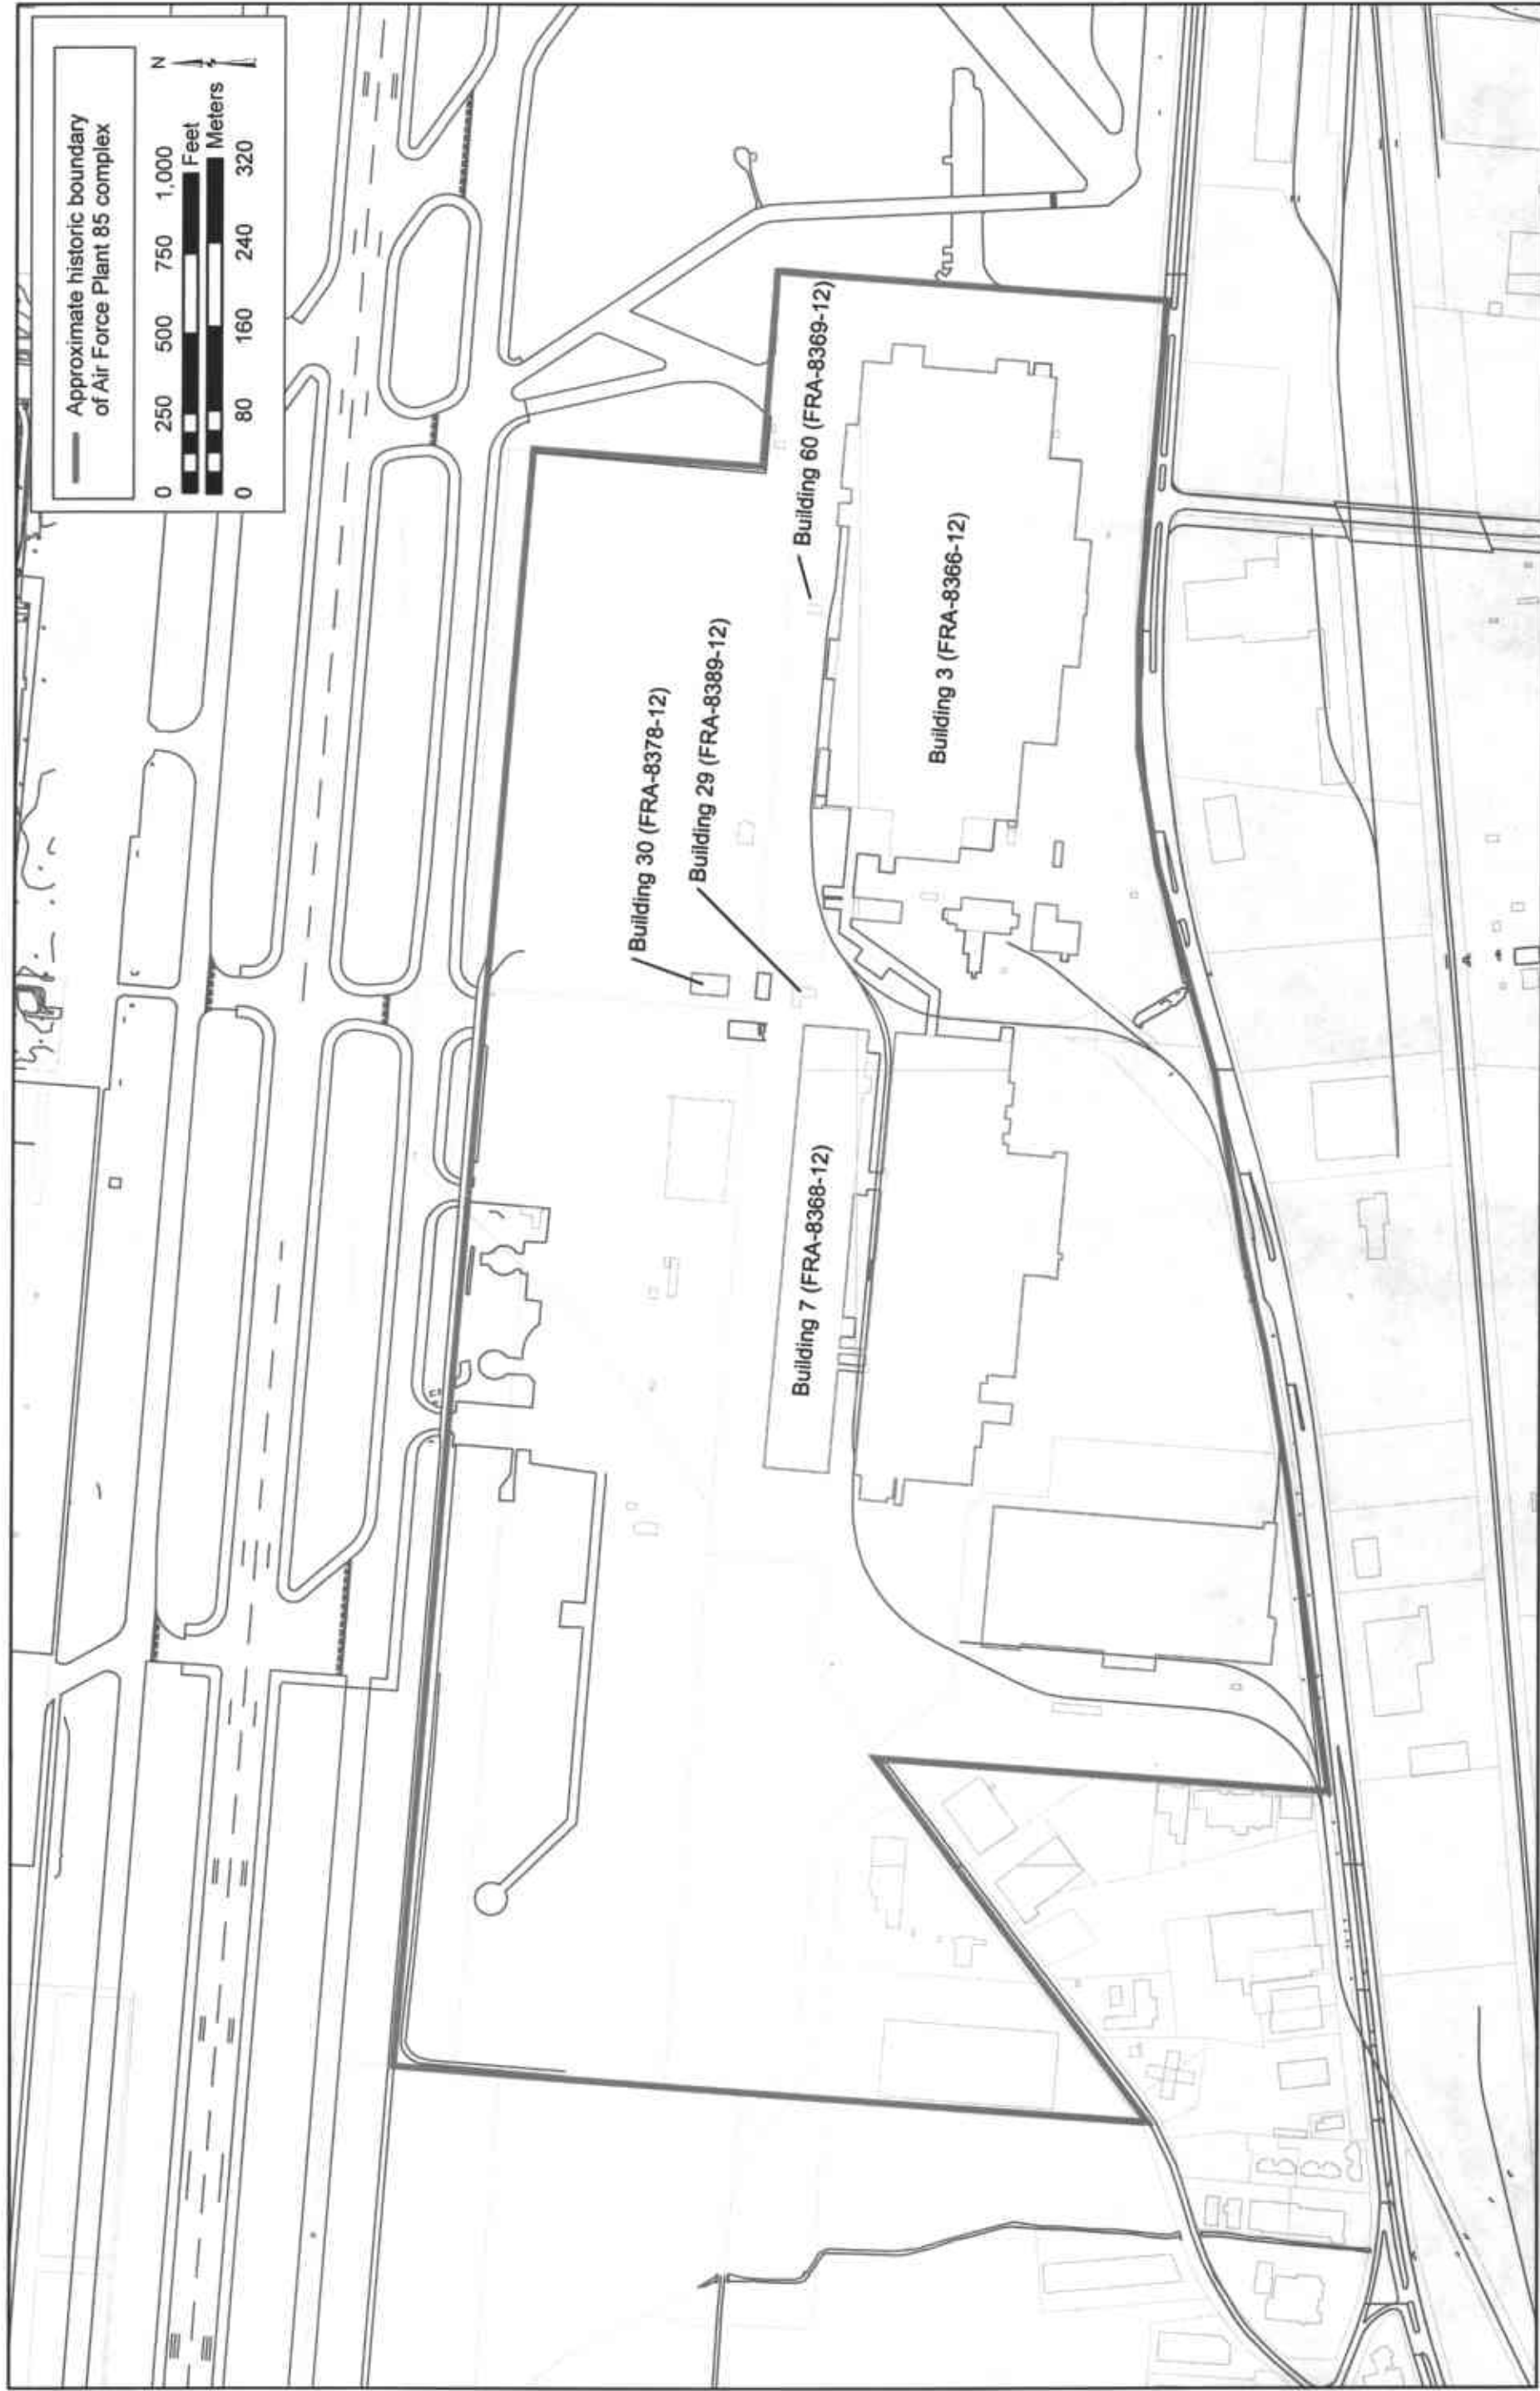 Approximate historic boundary
of Air Force Plant 85 complex
0 250 500 750 1,000
Feet
Meters
0 80 160 240 320
N
Building 30 (FRA-8378-12)
Building 29 (FRA-8389-12)
Building 60 (FRA-8369-12)
Building 7 (FRA-8368-12)
Building 3 (FRA-8366-12)